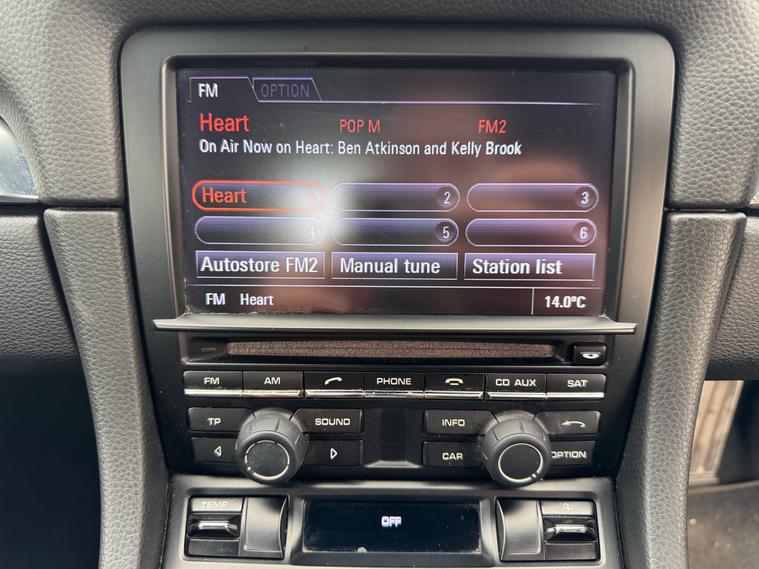 FM OPTION
Heart POP M FM2
On Air Now on Heart: Ben Atkinson and Kelly Brook
Heart 1 2 3
4 5 6
Autostore FM2 Manual tune Station list
FM Heart 14.0°C
FM AM PHONE CD AUX SAT
TP SOUND INFO
CAR OPTION
TEMP OFF